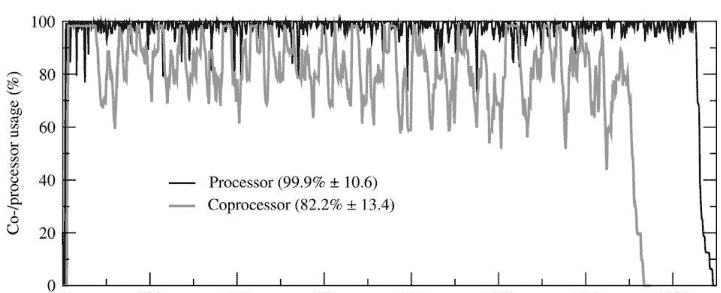 100
80
60
40
20
0
Co-/processor usage (%)
Processor (99.9% ± 10.6)
Coprocessor (82.2% ± 13.4)